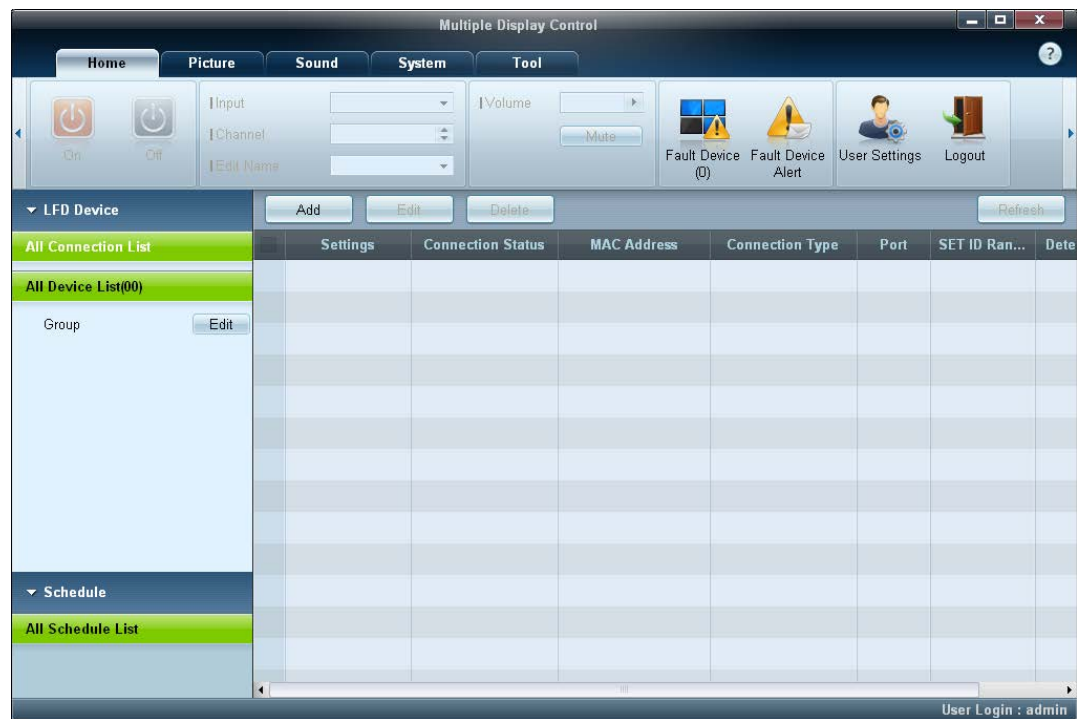 Multiple Display Control
Home Picture Sound System Tool
Input
Channel
Edit Name
On
Off
Volume
Mute
Fault Device
(0)
Fault Device
Alert
User Settings
Logout
LFD Device
Add Edit Delete Refresh
All Connection List
Settings Connection Status MAC Address Connection Type Port SET ID Ran... Dete
All Device List(00)
Group Edit
Schedule
All Schedule List
User Login : admin